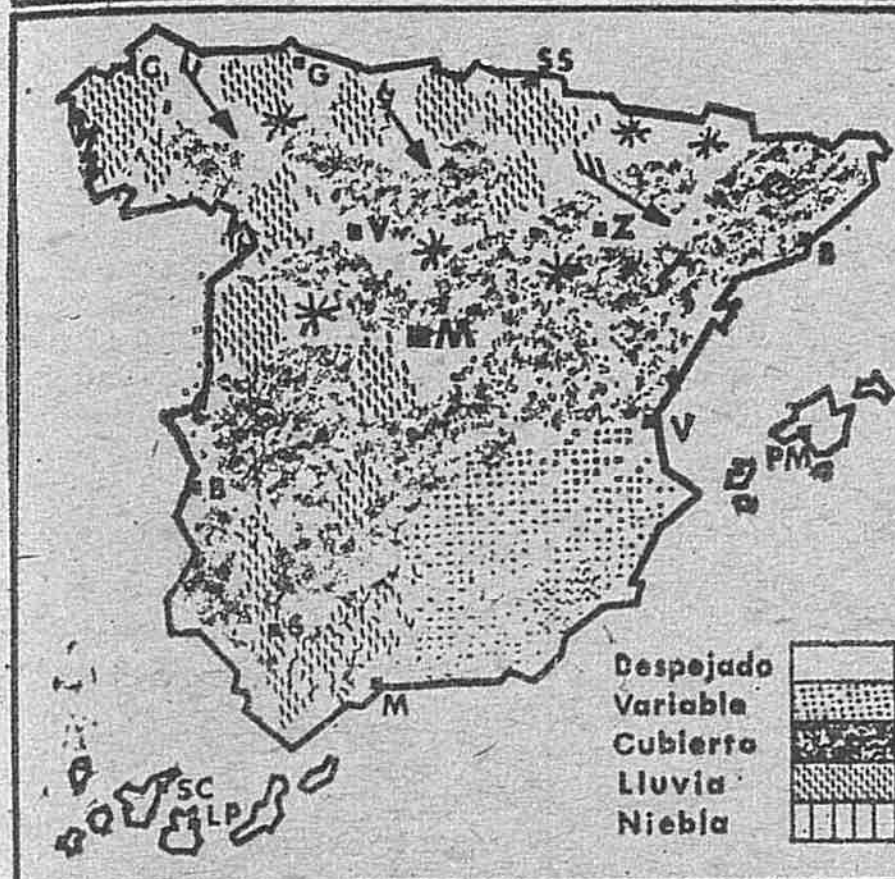 C
G
SS
V
Z
B
M
V
PM
B
S
M
SC
LP
Despejado
Variable
Cubierto
Lluvia
Niebla